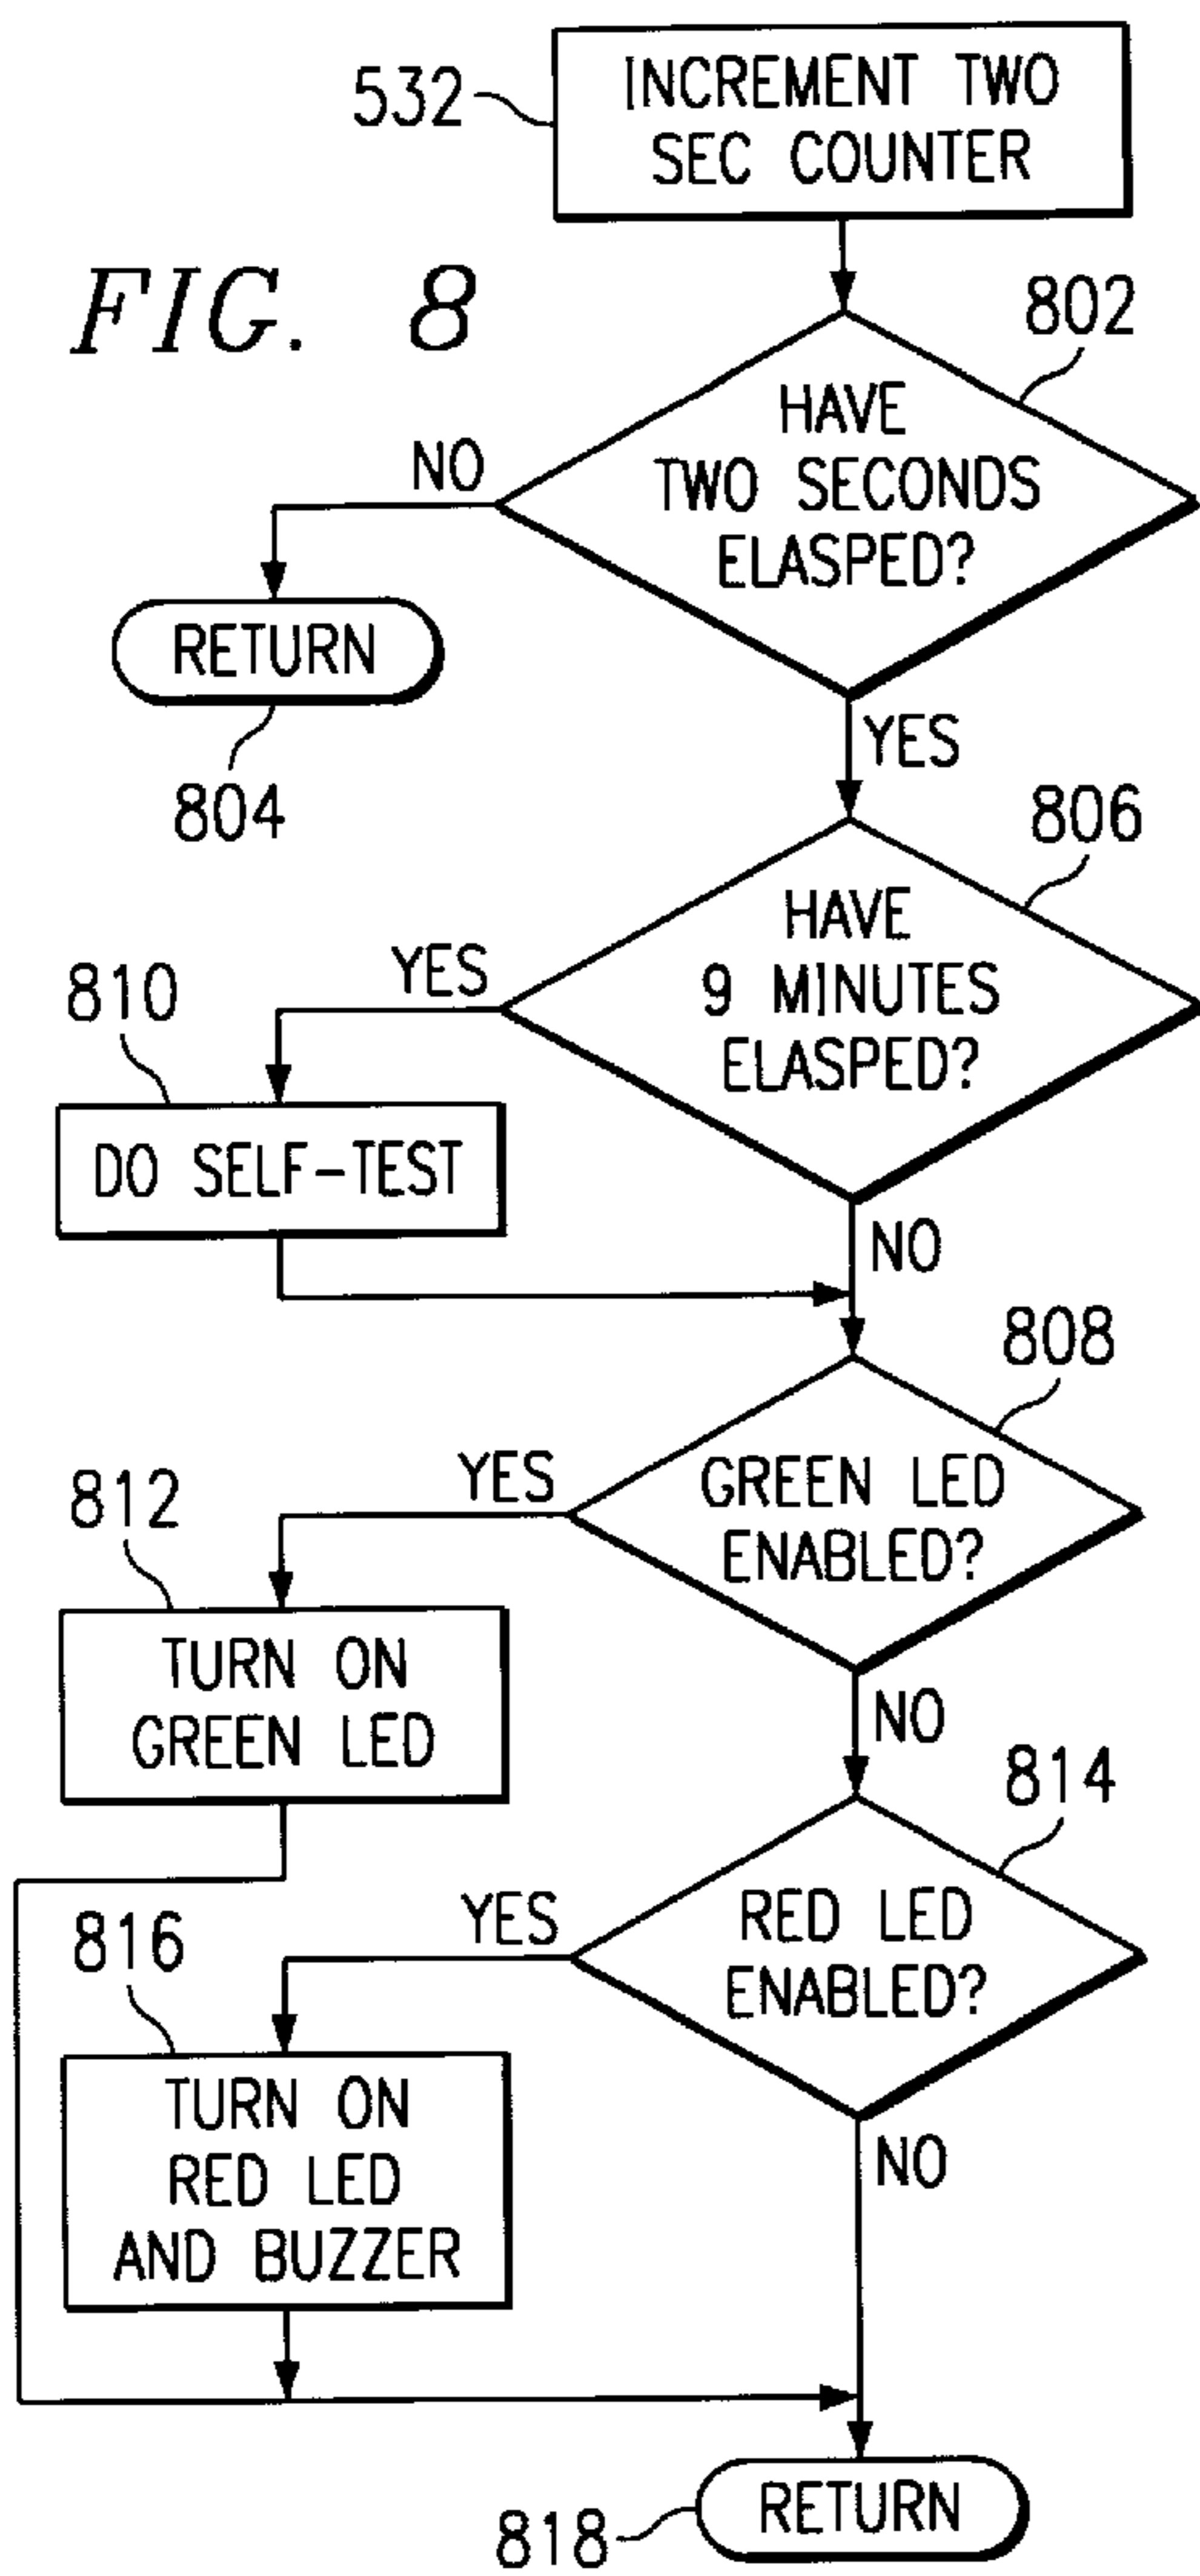 532
INCREMENT TWO
SEC COUNTER
FIG. 8
802
HAVE
TWO SECONDS
ELASPED?
NO
RETURN
804
YES
806
HAVE
9 MINUTES
ELASPED?
YES
810
DO SELF-TEST
NO
808
GREEN LED
ENABLED?
YES
812
TURN ON
GREEN LED
NO
814
RED LED
ENABLED?
YES
816
TURN ON
RED LED
AND BUZZER
NO
RETURN
818